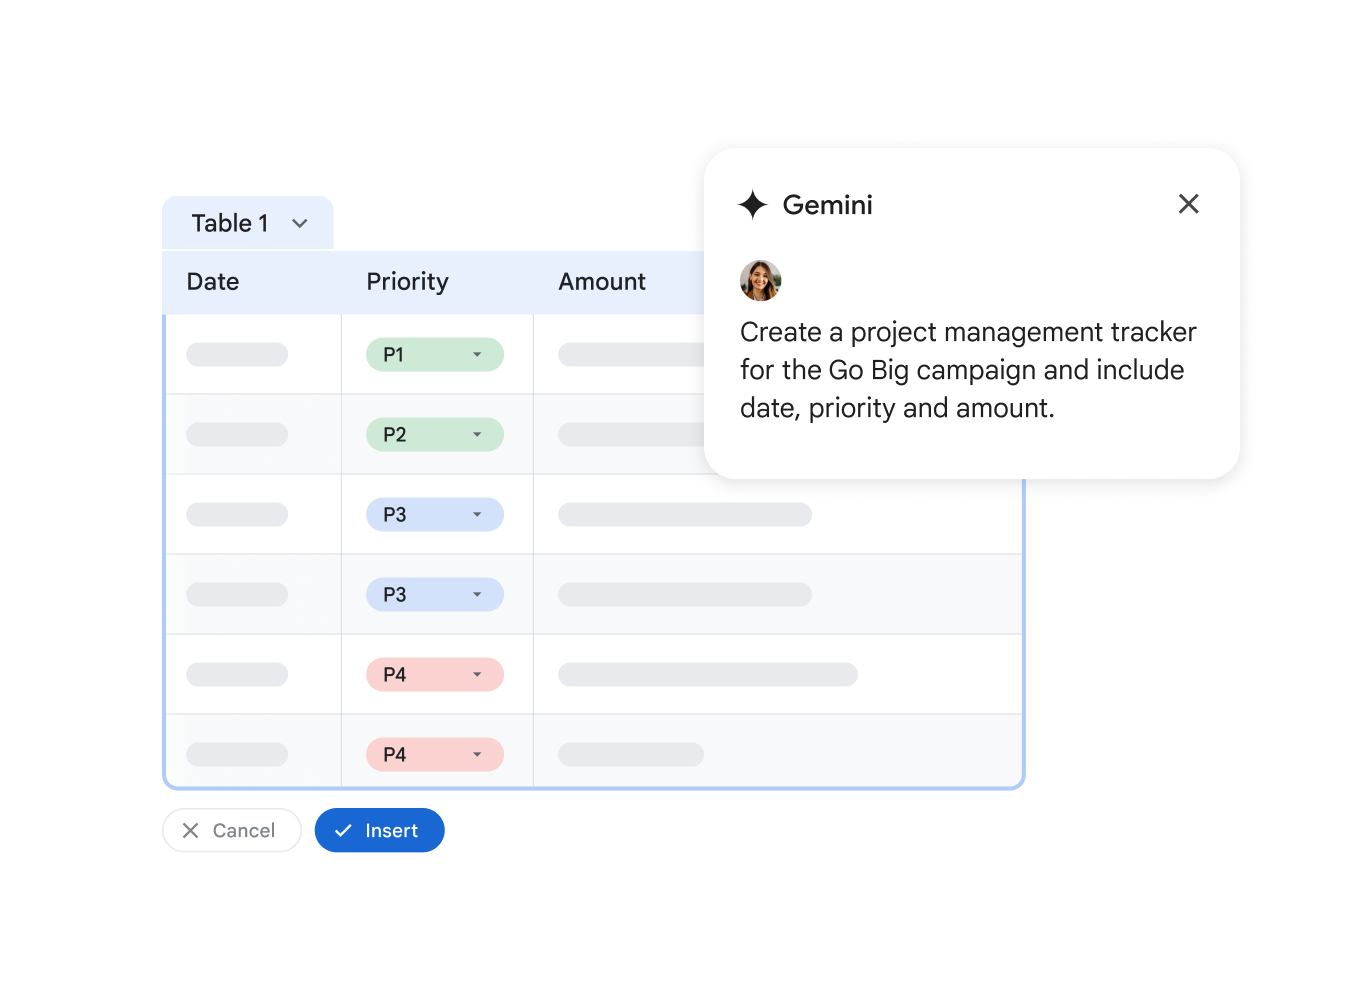 Table 1
Date Priority Amount
P1
P2
P3
P3
P4
P4
Cancel Insert
Gemini
Create a project management tracker
for the Go Big campaign and include
date, priority and amount.